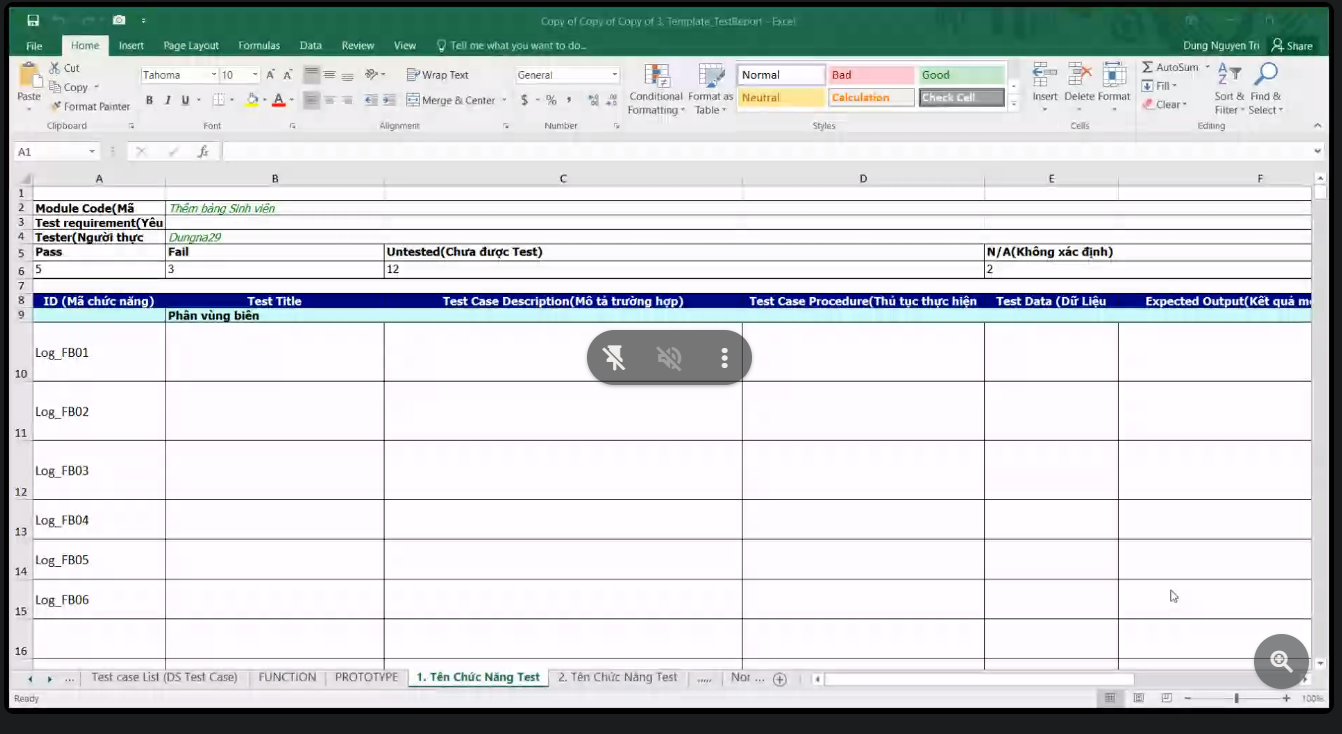 Copy of Copy of Copy of 3. Template_TestReport - Excel
File Home Insert Page Layout Formulas Data Review View Tell me what you want to do... Dung Nguyen Tri Share
Cut Tahoma 10 Wrap Text General Normal Bad Good AutoSum
Paste Copy Merge & Center Conditional Formatting Format as Table Neutral Calculation Check Cell Insert Delete Format Fill Sort & Filter Find & Select
Format Painter B I U $ % Clear
Clipboard Font Alignment Number Styles Cells Editing
A1 fx
A B C D E F
1
2 Module Code(Mã Thêm bảng Sinh viên
3 Test requirement(Yêu
4 Tester(Người thực Dungna29
5 Pass Fail Untested(Chưa được Test) N/A(Không xác định)
6 5 3 12 2
7
8 ID (Mã chức năng) Test Title Test Case Description(Mô tả trường hợp) Test Case Procedure(Thủ tục thực hiện Test Data (Dữ Liệu Expected Output(Kết quả
9 Phân vùng biên
10 Log_FB01
11 Log_FB02
12 Log_FB03
13 Log_FB04
14 Log_FB05
15 Log_FB06
16
... Test case List (DS Test Case) FUNCTION PROTOTYPE 1. Tên Chức Năng Test 2. Tên Chức Năng Test ..... Nor ...
Ready 100%